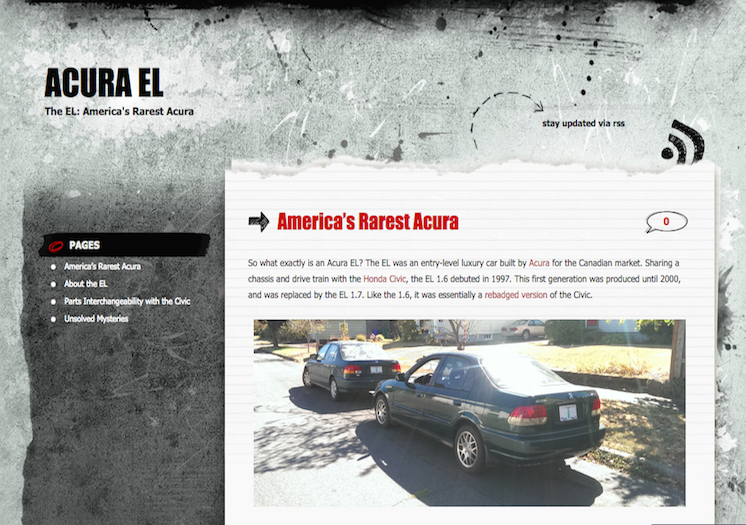 ACURA EL
The EL: America's Rarest Acura
stay updated via rss
America's Rarest Acura
0
PAGES
America's Rarest Acura
About the EL
Parts Interchangeability with the Civic
Unsolved Mysteries
So what exactly is an Acura EL? The EL was an entry-level luxury car built by Acura for the Canadian market. Sharing a
chassis and drive train with the Honda Civic, the EL 1.6 debuted in 1997. This first generation was produced until 2000,
and was replaced by the EL 1.7. Like the 1.6, it was essentially a rebadged version of the Civic.